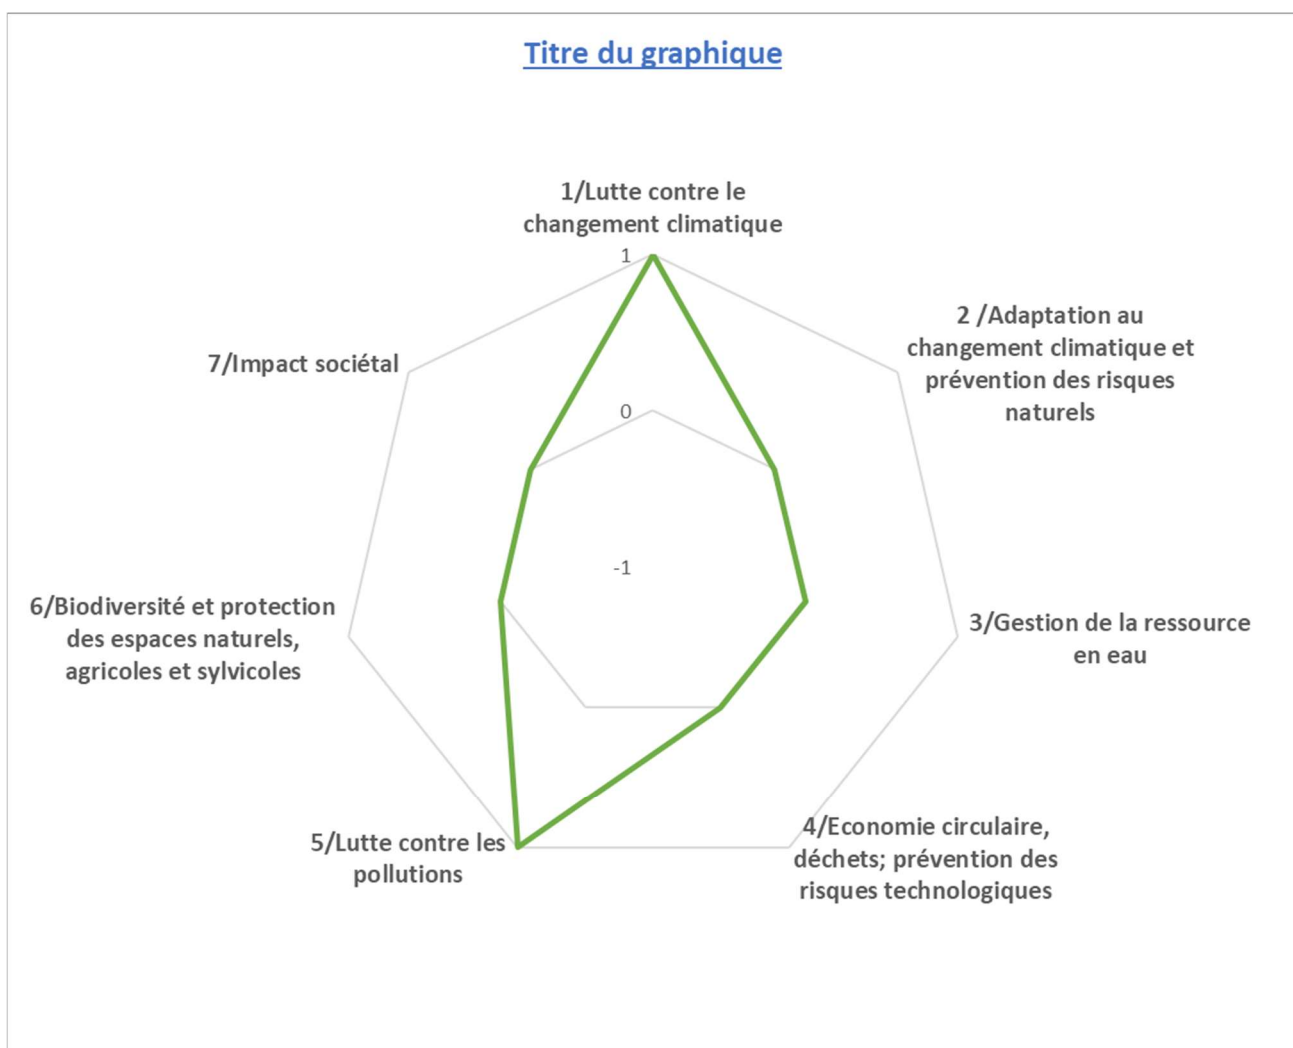 Titre du graphique
1/Lutte contre le
changement climatique
1
2 /Adaptation au
changement climatique et
prévention des risques
naturels
7/Impact sociétal
0
-1
6/Biodiversité et protection
des espaces naturels,
agricoles et sylvicoles
3/Gestion de la ressource
en eau
5/Lutte contre les
pollutions
4/Economie circulaire,
déchets; prévention des
risques technologiques